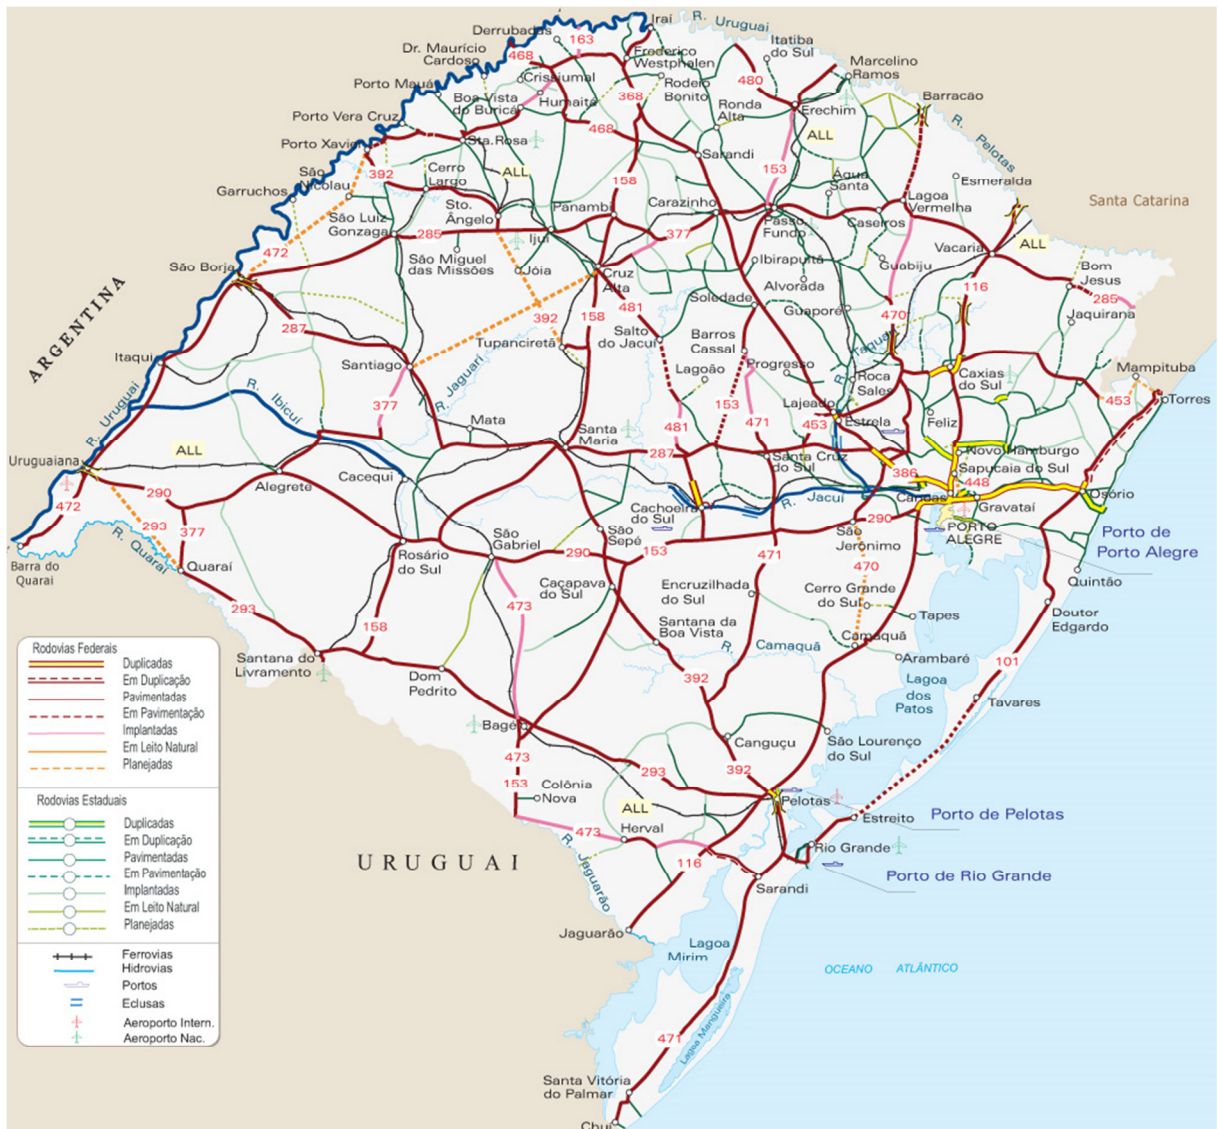 Iraí
R. Uruguai
Derrubadas
163
Itatiba
do Sul
Dr. Maurício
Cardoso
468
Frederico
Westphalen
Marcelino
Ramos
Crissiumal
480
Porto Mauá
Rodeio
Bonito
Boa Vista
do Buricá
Humaitá
368
Ronda
Alta
Erechim
Barracão
Porto Vera Cruz
468
ALL
R. Pelotas
Porto Xavier
Sta. Rosa
Sarandi
São
Nicolau
392
Cerro
Largo
ALL
158
153
Água
Santa
Esmeralda
Garruchos
Sto.
Ângelo
Panambi
Carazinho
Lagoa
Vermelha
Santa Catarina
São Luiz
Gonzaga
285
Ijuí
377
Passo
Fundo
Caseiros
Vacaria
ALL
472
São Miguel
das Missões
Jóia
Ibirapuitã
Guabiju
Bom
Jesus
São Borja
Cruz
Alta
Alvorada
116
285
ARGENTINA
481
Soledade
Guaporé
470
Jaquirana
287
392
158
Salto
do Jacuí
Barros
Cassal
R. Taquari
Itaqui
Tupanciretã
Santiago
R. Jaguari
Lagoão
Progresso
Roca
Sales
Caxias
do Sul
Mampituba
R. Uruguai
R. Ibicuí
377
153
Lajeado
453
Torres
Mata
Santa
Maria
481
471
453
Estrela
Feliz
ALL
287
Santa Cruz
do Sul
386
Novo Hamburgo
Sapucaia do Sul
Uruguaiana
Alegrete
Cacequi
448
472
290
Cachoeira
do Sul
R. Jacuí
Canoas
Gravataí
Osório
293
377
São
Gabriel
São
Sepé
290
São
Jerônimo
PORTO
ALEGRE
Porto de
Porto Alegre
R. Quaraí
Barra do
Quaraí
Quaraí
Rosário
do Sul
290
153
471
470
Quintão
293
Caçapava
do Sul
Encruzilhada
do Sul
Cerro Grande
do Sul
Tapes
Doutor
Edgardo
473
158
Santana da
Boa Vista
R. Camaquã
Camaquã
Santana do
Livramento
Arambaré
101
Dom
Pedrito
392
Lagoa
dos
Patos
Tavares
Bagé
Canguçu
São Lourenço
do Sul
473
293
392
153
Colônia
Nova
ALL
Pelotas
Porto de Pelotas
473
Herval
Estreito
URUGUAI
R. Jaguarão
116
Rio Grande
Porto de Rio Grande
Sarandi
Jaguarão
Lagoa
Mirim
OCEANO ATLÂNTICO
Lagoa Mangueira
471
Santa Vitória
do Palmar
Chuí
Rodovias Federais
Duplicadas
Em Duplicação
Pavimentadas
Em Pavimentação
Implantadas
Em Leito Natural
Planejadas
Rodovias Estaduais
Duplicadas
Em Duplicação
Pavimentadas
Em Pavimentação
Implantadas
Em Leito Natural
Planejadas
Ferrovias
Hidrovias
Portos
Eclusas
Aeroporto Intern.
Aeroporto Nac.